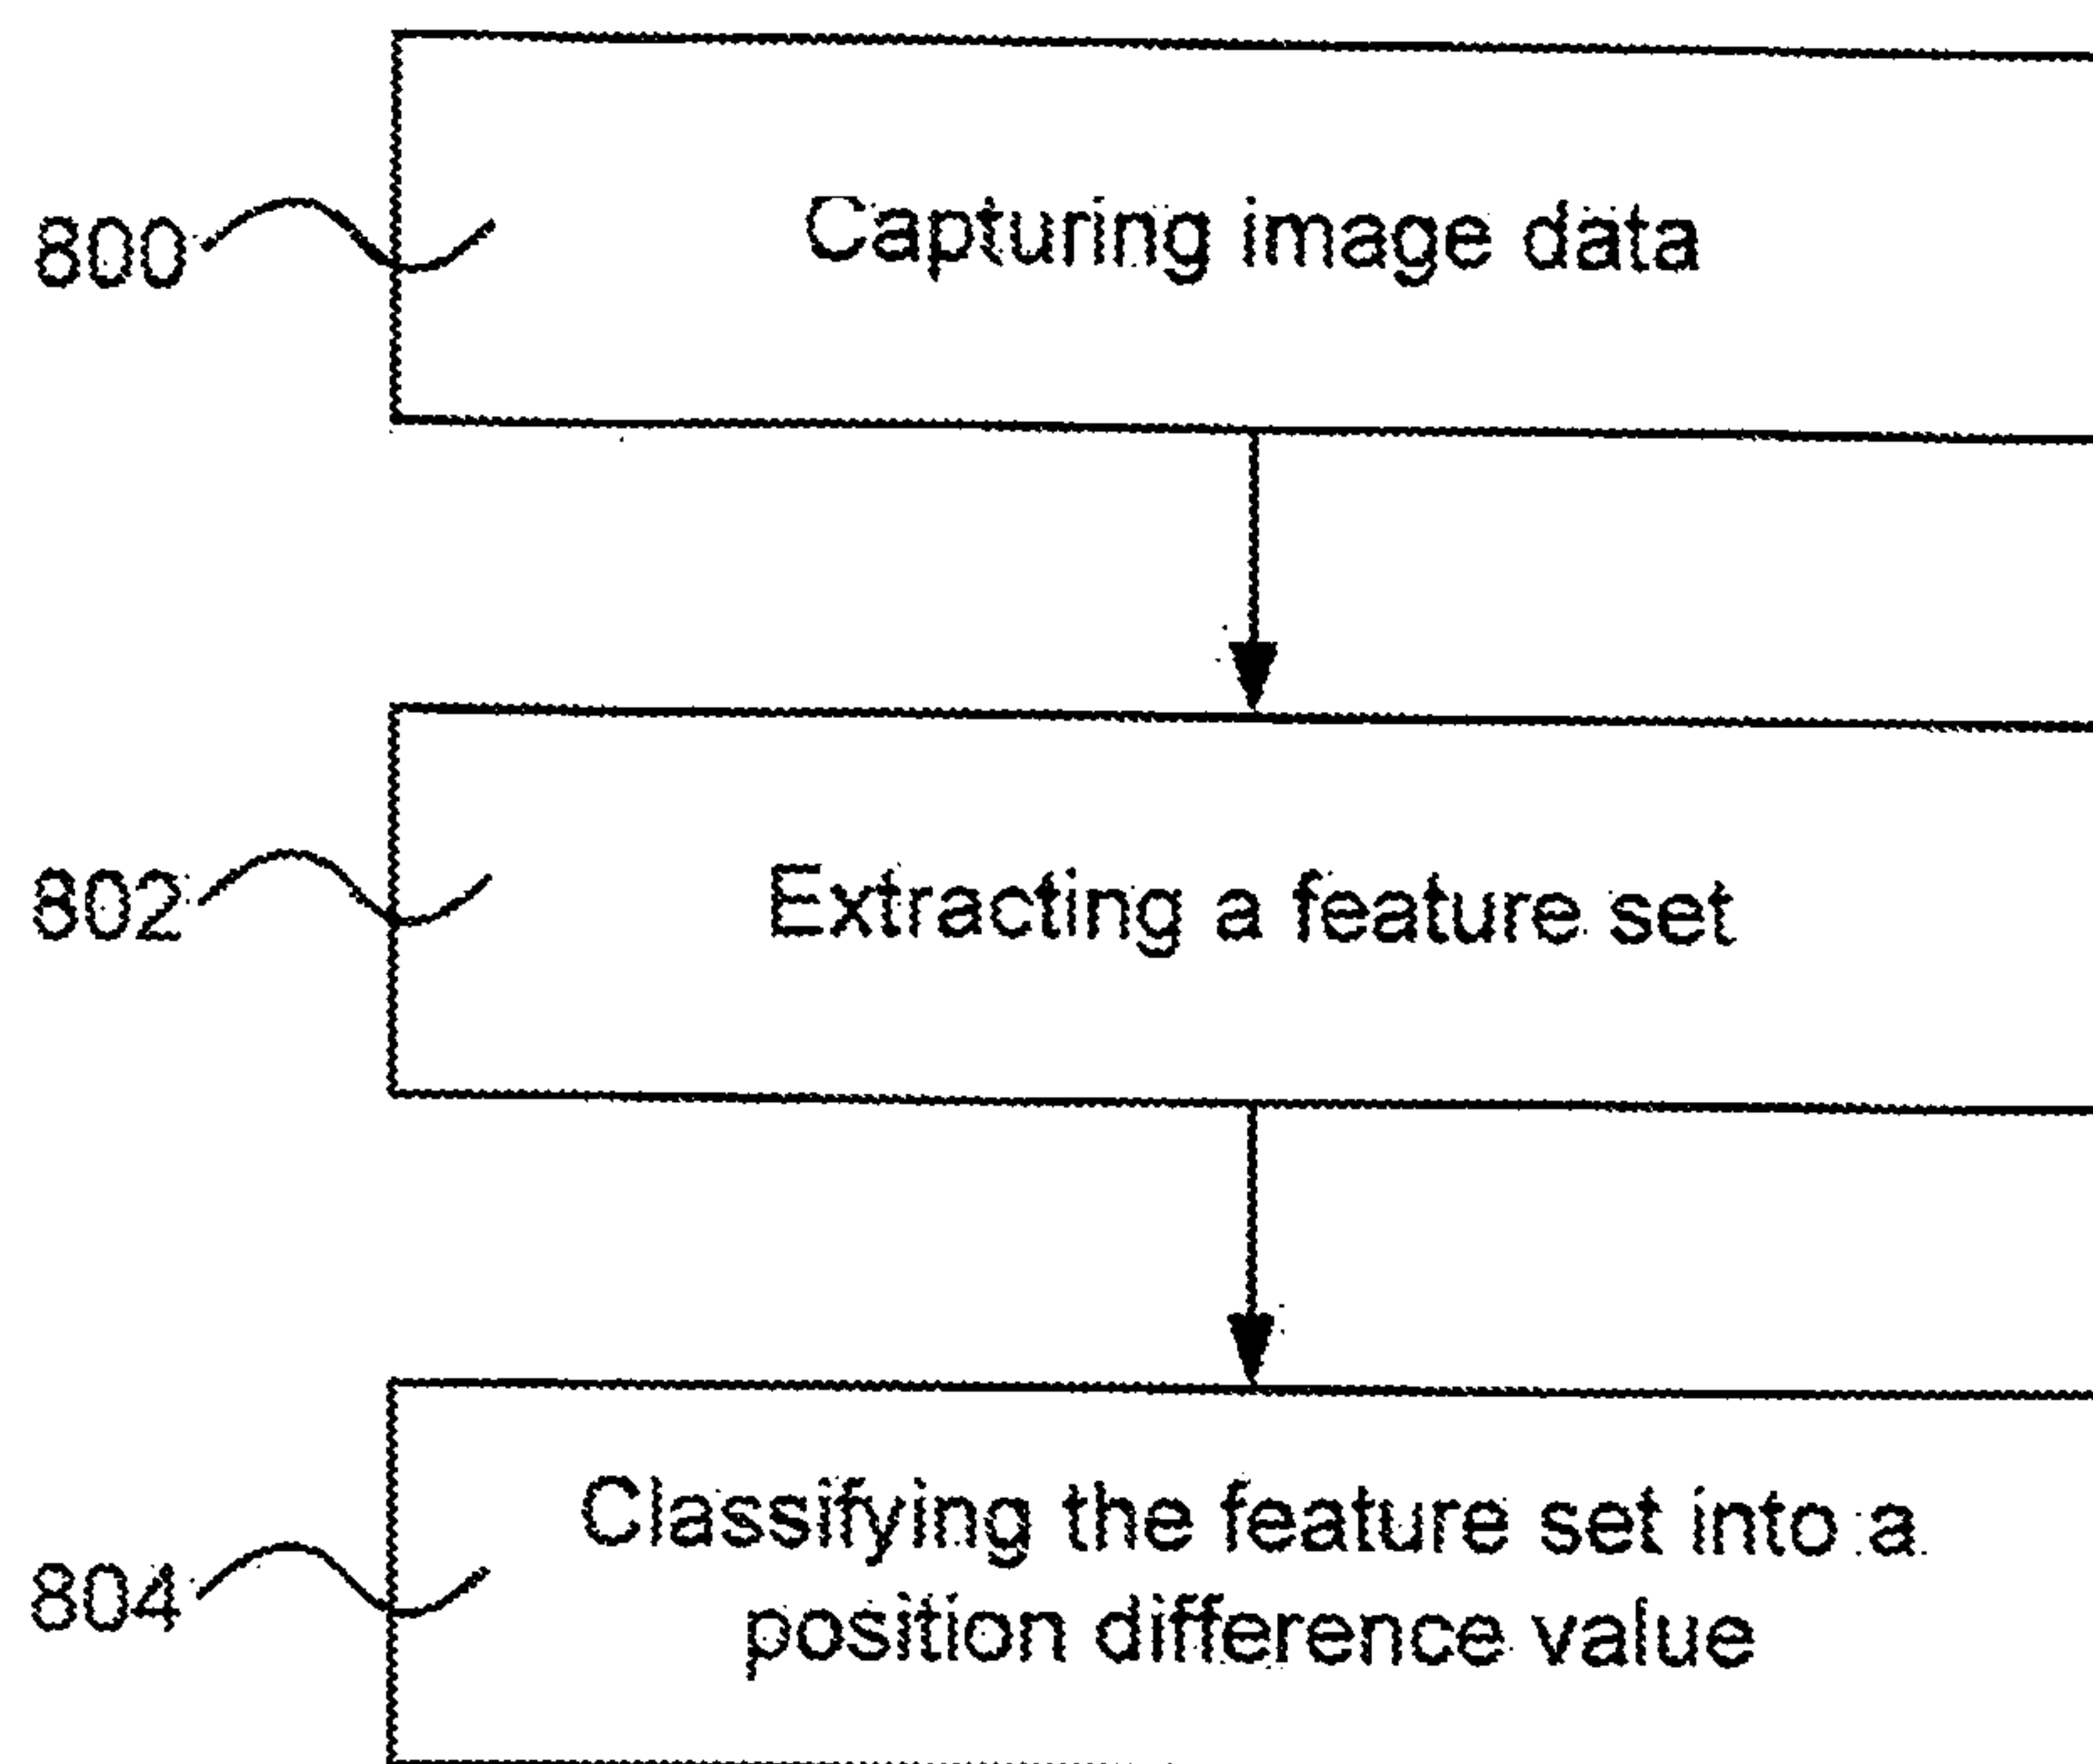 800
Capturing image data
802
Extracting a feature set
Classifying the feature set into a
804
position difference value